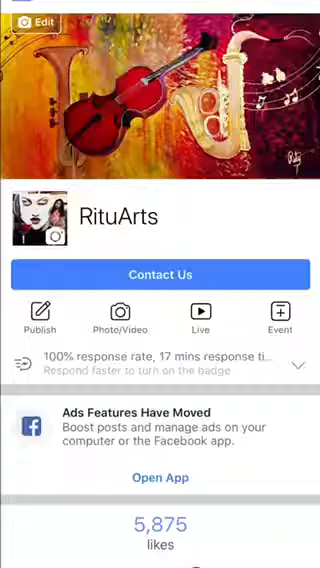 Edit
RituArts
Contact Us
Publish
Photo/Video
Live
Event
100% response rate, 17 mins response ti...
Respond faster to turn on the badge
Ads Features Have Moved
Boost posts and manage ads on your
computer or the Facebook app.
Open App
5,875
likes